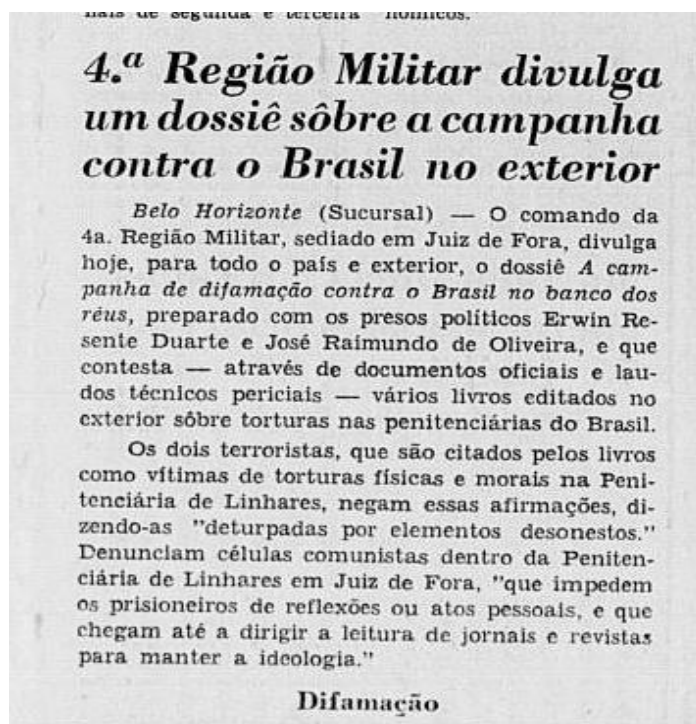 nais de segunda e terceira nômicos.
4.ª Região Militar divulga
um dossiê sôbre a campanha
contra o Brasil no exterior
Belo Horizonte (Sucursal) — O comando da
4a. Região Militar, sediado em Juiz de Fora, divulga
hoje, para todo o país e exterior, o dossiê A cam-
panha de difamação contra o Brasil no banco dos
réus, preparado com os presos políticos Erwin Re-
sente Duarte e José Raimundo de Oliveira, e que
contesta — através de documentos oficiais e lau-
dos técnicos periciais — vários livros editados no
exterior sôbre torturas nas penitenciárias do Brasil.
Os dois terroristas, que são citados pelos livros
como vítimas de torturas físicas e morais na Peni-
tenciária de Linhares, negam essas afirmações, di-
zendo-as "deturpadas por elementos desonestos."
Denunciam células comunistas dentro da Peniten-
ciária de Linhares em Juiz de Fora, "que impedem
os prisioneiros de reflexões ou atos pessoais, e que
chegam até a dirigir a leitura de jornais e revistas
para manter a ideologia."
Difamação